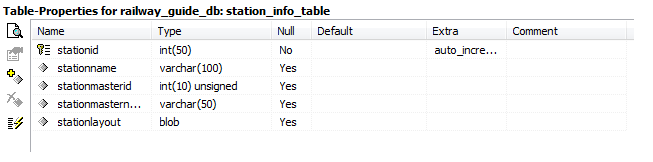 Table-Properties for railway_guide_db: station_info_table
Name Type Null Default Extra Comment
stationid int(50) No auto_incre...
stationname varchar(100) Yes
stationmasterid int(10) unsigned Yes
stationmastern... varchar(50) Yes
stationlayout blob Yes